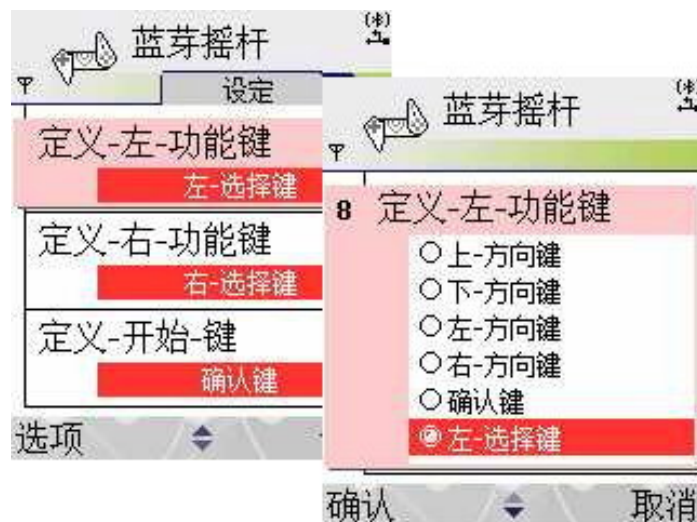 蓝芽摇杆
设定
定义-左-功能键
左-选择键
定义-右-功能键
右-选择键
定义-开始-键
确认键
选项
蓝芽摇杆
8 定义-左-功能键
上-方向键
下-方向键
左-方向键
右-方向键
确认键
左-选择键
确认 取消